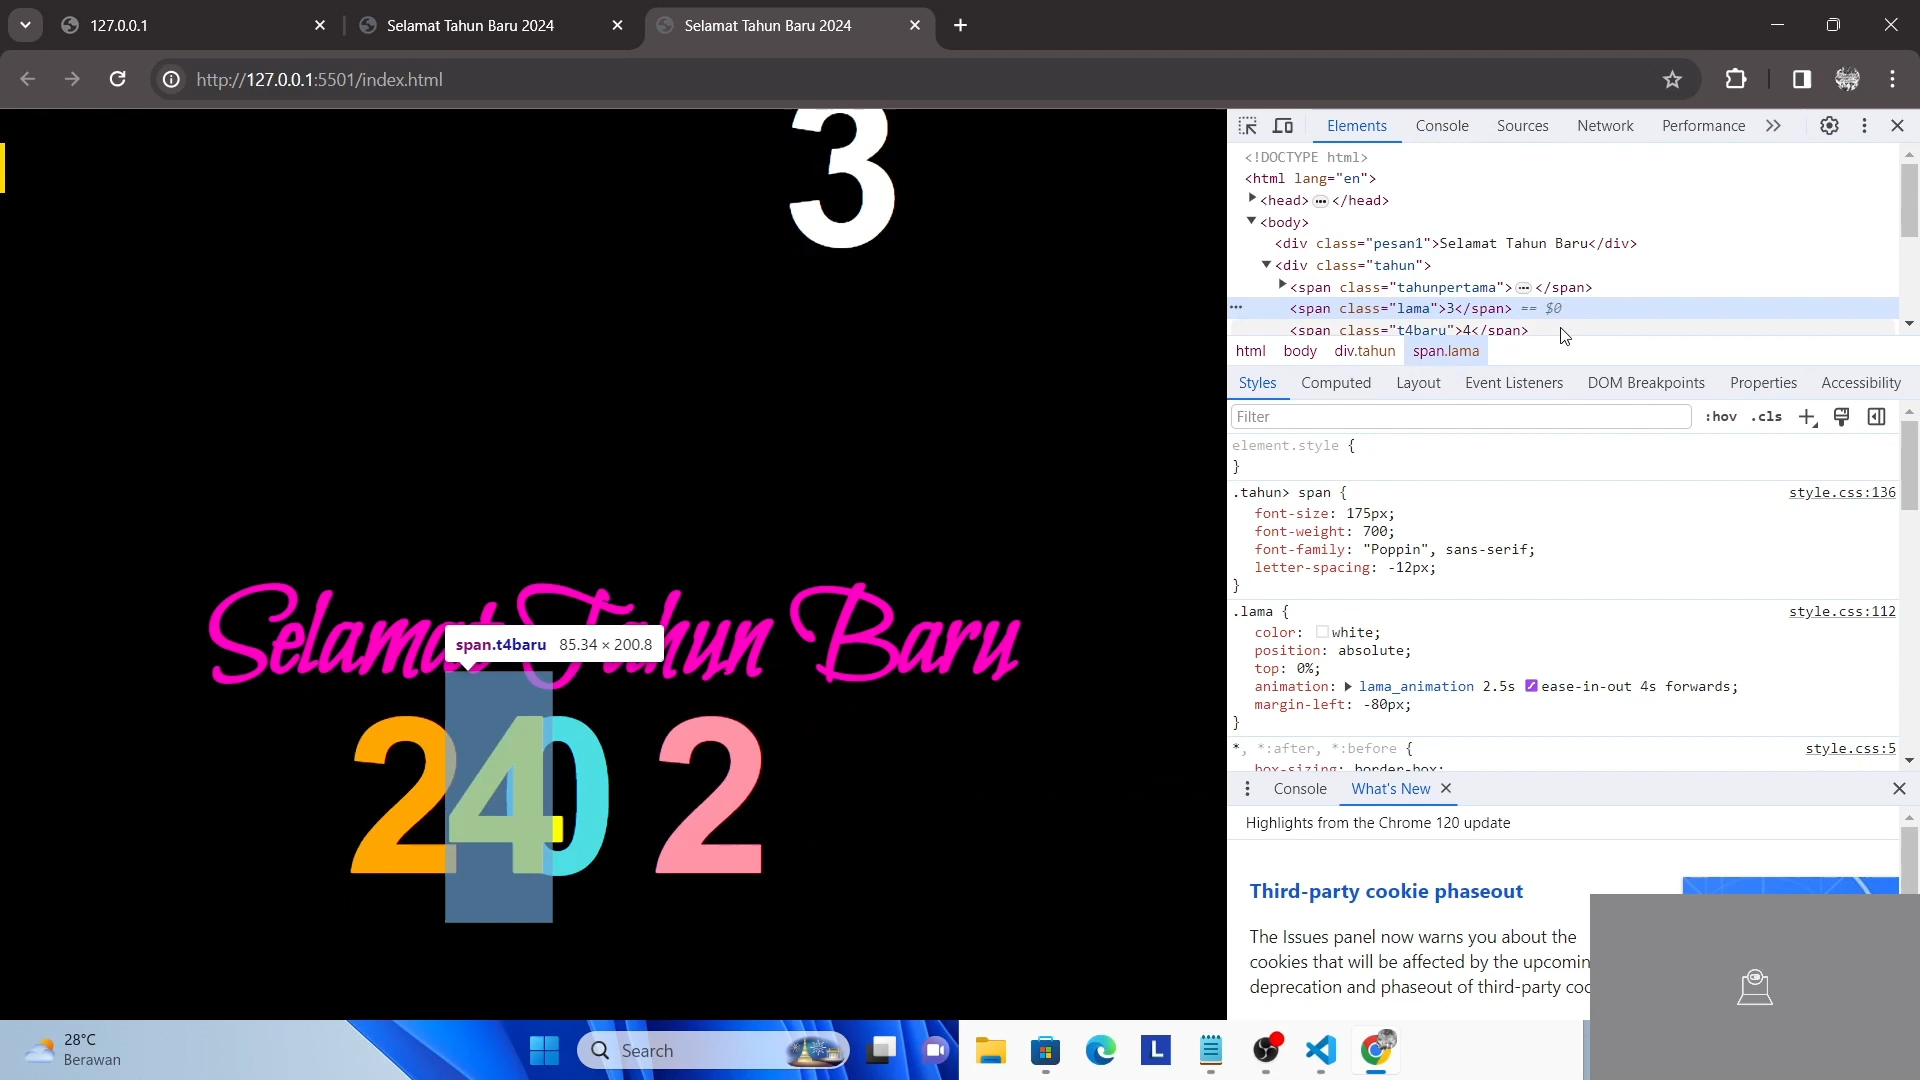 127.0.0.1
Selamat Tahun Baru 2024
Selamat Tahun Baru 2024
http://127.0.0.1:5501/index.html
3
Selamat Tahun Baru
2 4 0 2
span.t4baru 85.34 × 200.8
Elements Console Sources Network Performance
<!DOCTYPE html>
<html lang="en">
<head> ••• </head>
<body>
<div class="pesan1">Selamat Tahun Baru</div>
<div class="tahun">
<span class="tahunpertama"> ••• </span>
<span class="lama">3</span> == $0
<span class="t4baru">4</span>
html body div.tahun span.lama
Styles Computed Layout Event Listeners DOM Breakpoints Properties Accessibility
Filter :hov .cls
element.style {
}
.tahun> span { style.css:136
font-size: 175px;
font-weight: 700;
font-family: "Poppin", sans-serif;
letter-spacing: -12px;
}
.lama { style.css:112
color: white;
position: absolute;
top: 0%;
animation: lama_animation 2.5s ease-in-out 4s forwards;
margin-left: -80px;
}
*, *:after, *:before { style.css:5
box-sizing: border-box;
Console What's New
Highlights from the Chrome 120 update
Third-party cookie phaseout
The Issues panel now warns you about the
cookies that will be affected by the upcomin
deprecation and phaseout of third-party coo
28°C
Berawan
Search
L